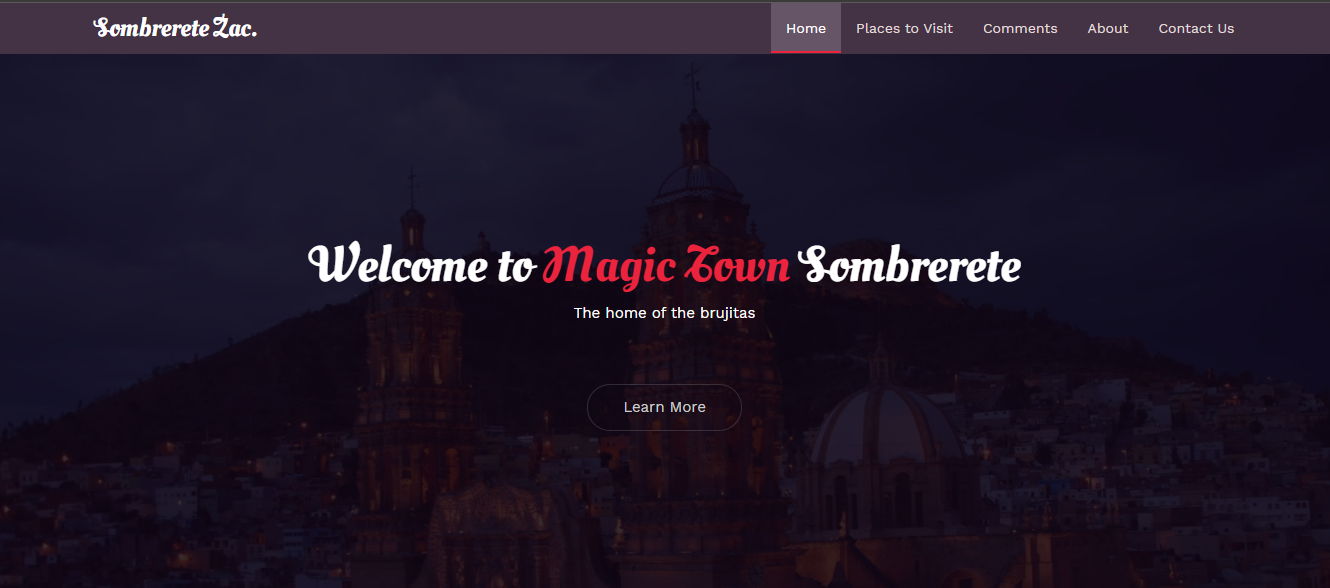 Sombrerete Zac.
Home Places to Visit Comments About Contact Us
Welcome to Magic Town Sombrerete
The home of the brujitas
Learn More